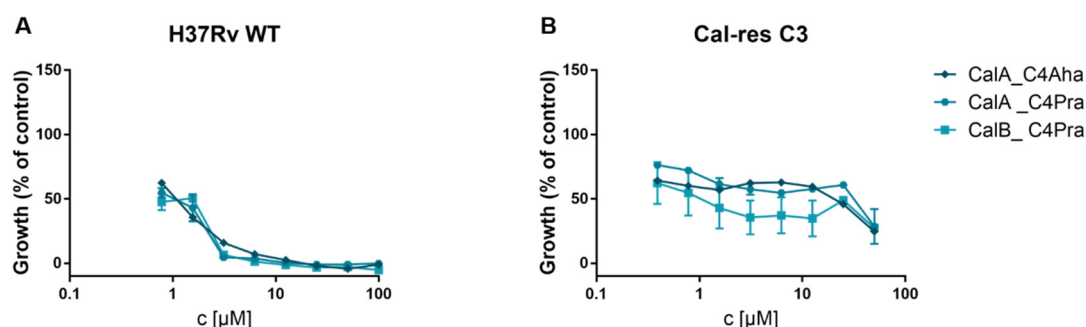 A
H37Rv WT
Growth (% of control)
150
100
50
0
0.1
1
10
100
c [µM]
B
Cal-res C3
Growth (% of control)
150
100
50
0
0.1
1
10
100
c [µM]
CalA_C4Aha
CalA _C4Pra
CalB_ C4Pra